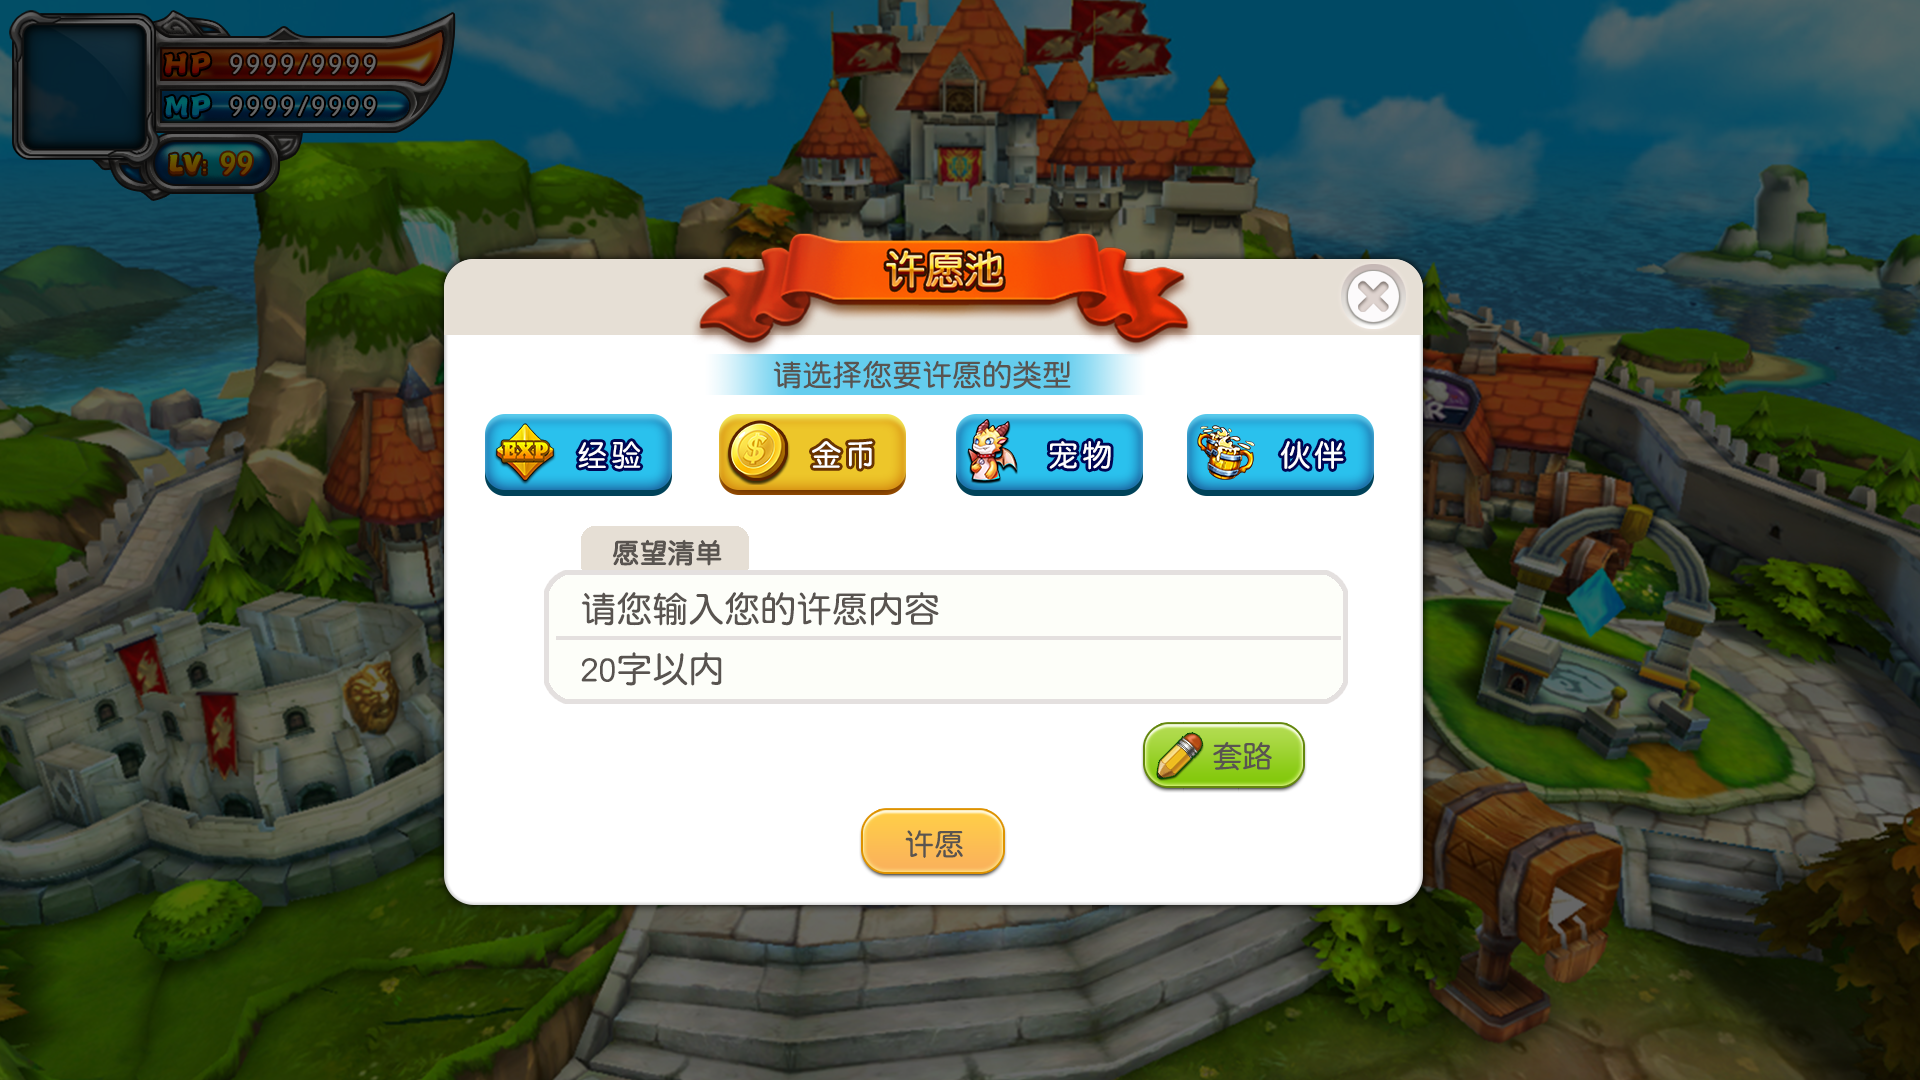 HP 9999/9999
MP 9999/9999
LV: 99
许愿池
请选择您要许愿的类型
EXP 经验
$ 金币
宠物
伙伴
愿望清单
请您输入您的许愿内容
20字以内
套路
许愿